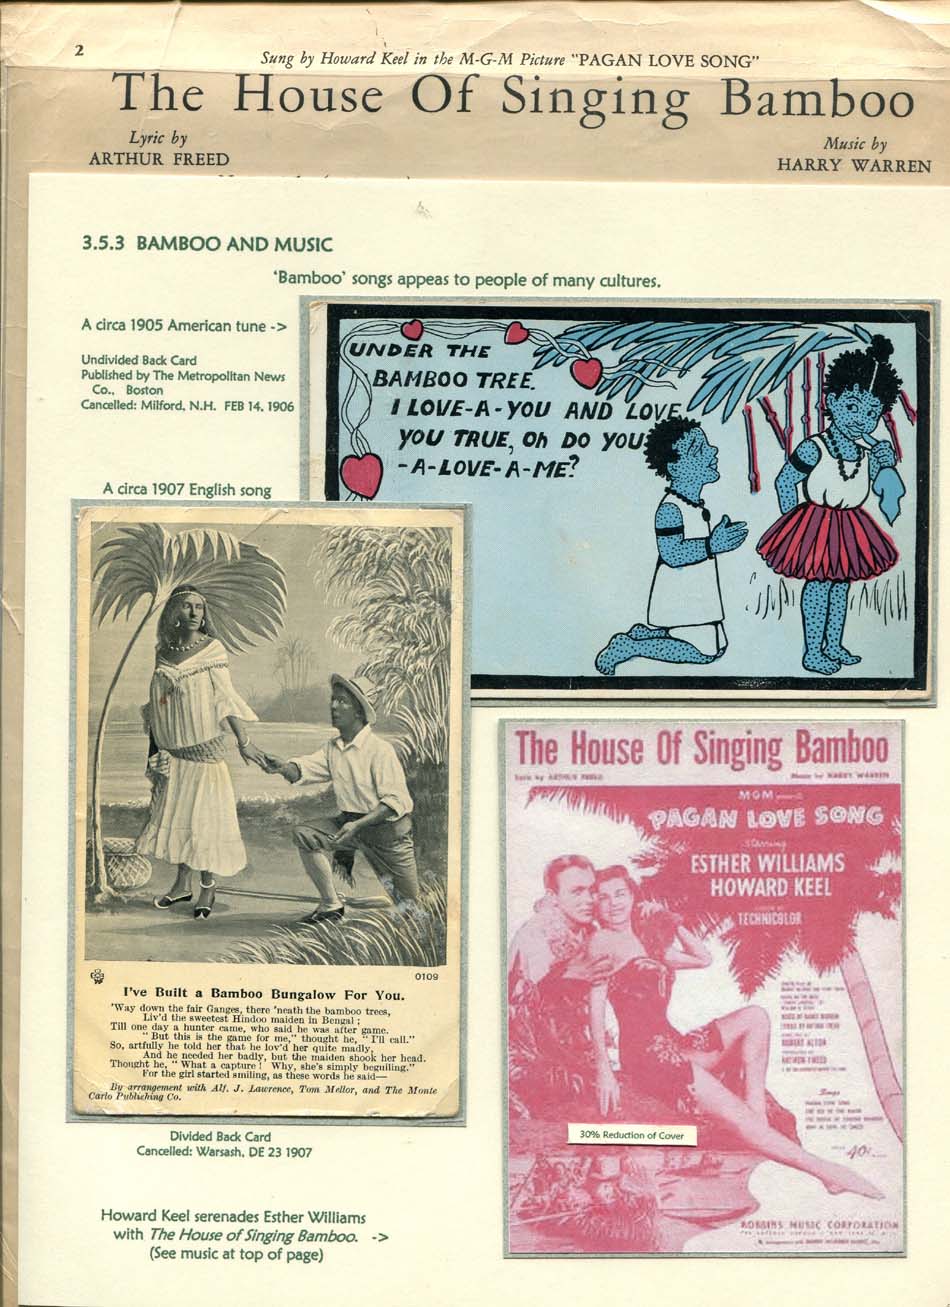 2
Sung by Howard Keel in the M-G-M Picture "PAGAN LOVE SONG"
The House Of Singing Bamboo
Lyric by
ARTHUR FREED
Music by
HARRY WARREN
3.5.3 BAMBOO AND MUSIC
'Bamboo' songs appeas to people of many cultures.
A circa 1905 American tune ->
Undivided Back Card
Published by The Metropolitan News
Co., Boston
Cancelled: Milford, N.H. FEB 14, 1906
UNDER THE
BAMBOO TREE.
I LOVE-A-YOU AND LOVE
YOU TRUE, Oh DO YOU
-A-LOVE-A-ME?
A circa 1907 English song
0109
I've Built a Bamboo Bungalow For You.
'Way down the fair Ganges, there 'neath the bamboo trees,
Liv'd the sweetest Hindoo maiden in Bengal;
Till one day a hunter came, who said he was after game.
"But this is the game for me," thought he, "I'll call."
So, artfully he told her that he lov'd her quite madly,
And he needed her badly, but the maiden shook her head.
Thought he, "What a capture! Why, she's simply beguiling."
For the girl started smiling, as these words he said—
By arrangement with Alf. J. Lawrence, Tom Mellor, and The Monte
Carlo Publishing Co.
Divided Back Card
Cancelled: Warsash, DE 23 1907
Howard Keel serenades Esther Williams
with The House of Singing Bamboo. ->
(See music at top of page)
The House Of Singing Bamboo
Lyric by ARTHUR FREED
Music by HARRY WARREN
MGM presents
PAGAN LOVE SONG
Starring
ESTHER WILLIAMS
HOWARD KEEL
TECHNICOLOR
ROBERT ALTON
ARTHUR FREED
Songs
PAGAN LOVE SONG
THE HOUSE OF SINGING BAMBOO
40¢
30% Reduction of Cover
ROBBINS MUSIC CORPORATION